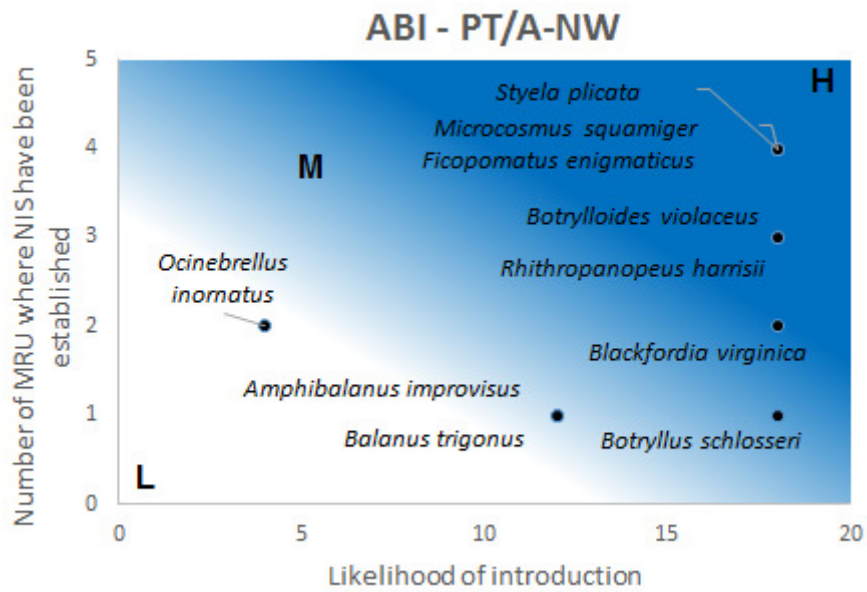 ABI - PT/A-NW
Number of MRU where NIS have been
established
5
4
3
2
1
0
H
M
L
Styela plicata
Microcosmus squamiger
Ficopomatus enigmaticus
Botrylloides violaceus
Rhithropanopeus harrisii
Ocinebrellus
inornatus
Blackfordia virginica
Amphibalanus improvisus
Balanus trigonus
Botryllus schlosseri
0
5
10
15
20
Likelihood of introduction